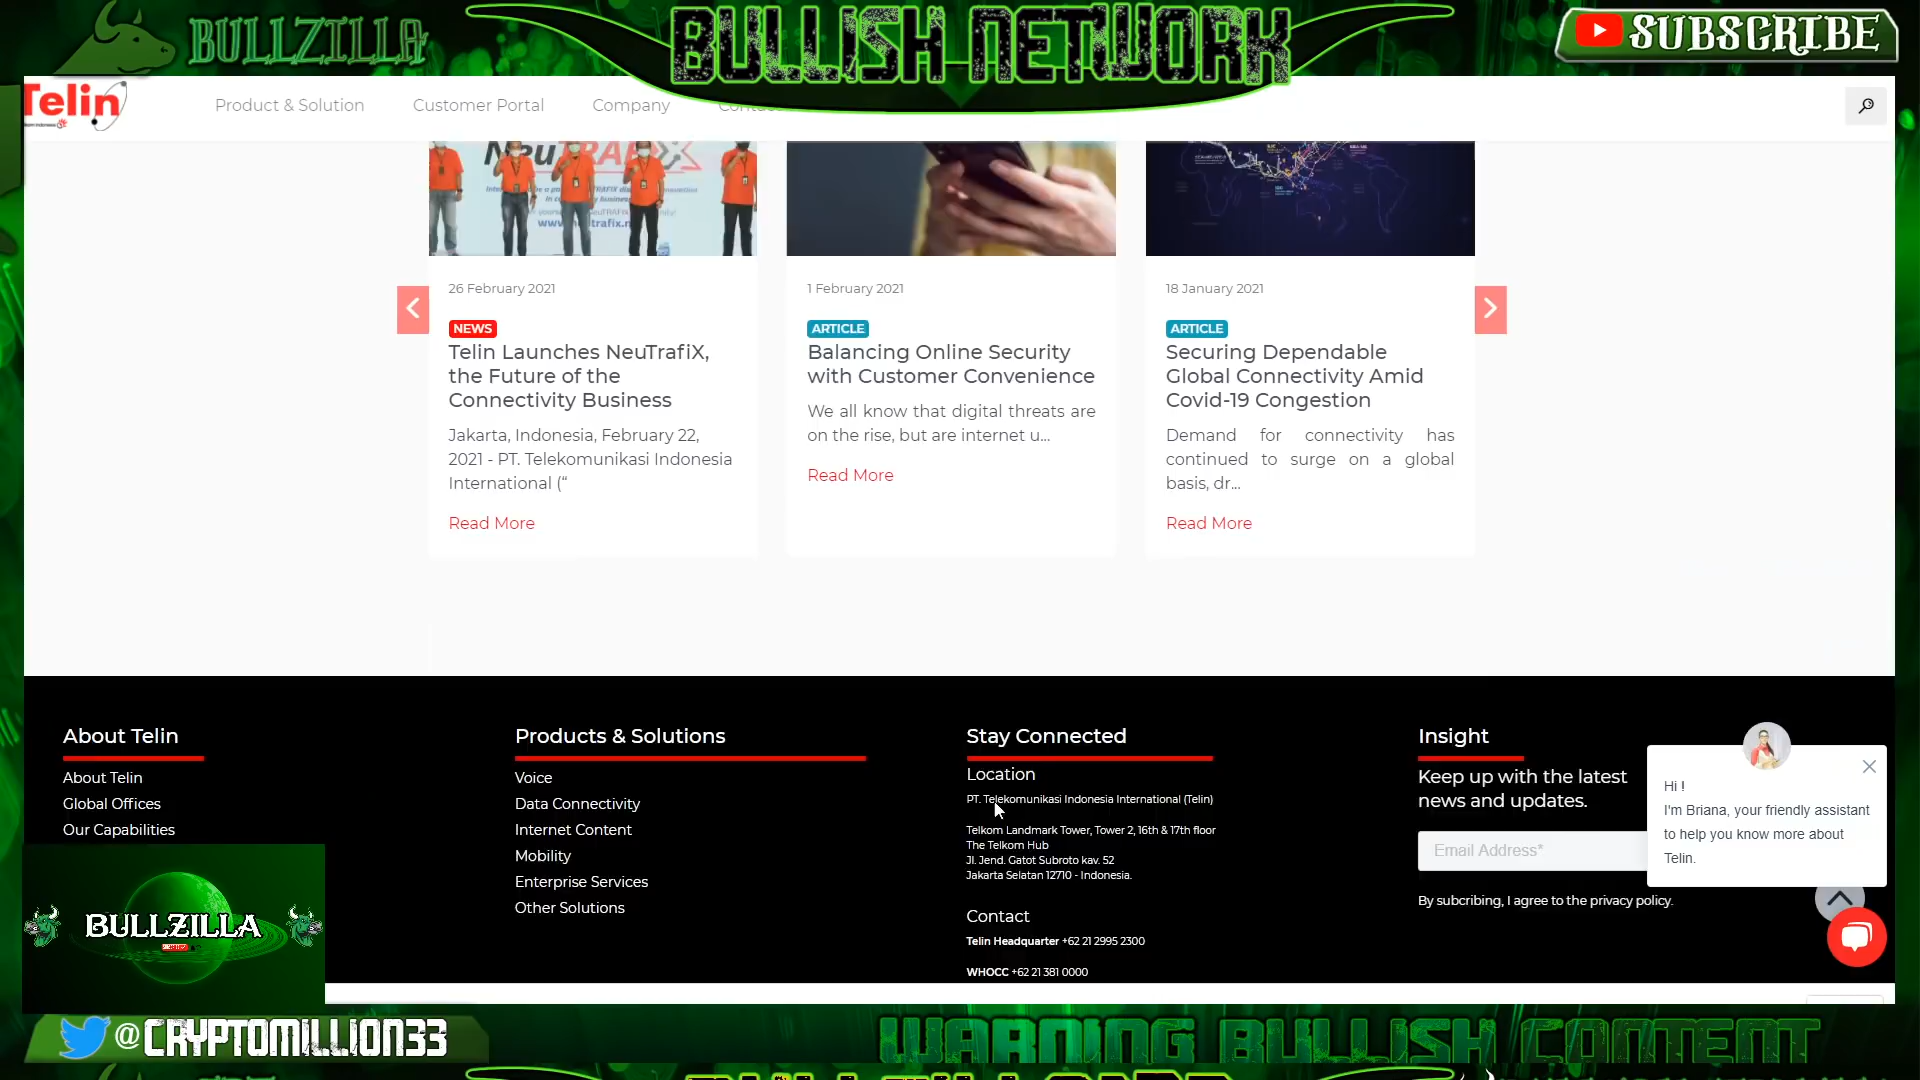 BULLZILLA
BULLISH NETWORK
SUBSCRIBE
Telin
Product & Solution
Customer Portal
Company
NeuTRAFIX
26 February 2021
NEWS
Telin Launches NeuTrafiX,
the Future of the
Connectivity Business
Jakarta, Indonesia, February 22,
2021 - PT. Telekomunikasi Indonesia
International (“
Read More
1 February 2021
ARTICLE
Balancing Online Security
with Customer Convenience
We all know that digital threats are
on the rise, but are internet u...
Read More
18 January 2021
ARTICLE
Securing Dependable
Global Connectivity Amid
Covid-19 Congestion
Demand for connectivity has
continued to surge on a global
basis, dr...
Read More
About Telin
About Telin
Global Offices
Our Capabilities
Products & Solutions
Voice
Data Connectivity
Internet Content
Mobility
Enterprise Services
Other Solutions
Stay Connected
Location
PT. Telekomunikasi Indonesia International (Telin)
Telkom Landmark Tower, Tower 2, 16th & 17th floor
The Telkom Hub
Jl. Jend. Gatot Subroto kav. 52
Jakarta Selatan 12710 - Indonesia.
Contact
Telin Headquarter +62 21 2995 2300
WHOCC +62 21 381 0000
Insight
Keep up with the latest
news and updates.
Email Address*
By subcribing, I agree to the privacy policy.
Hi !
I'm Briana, your friendly assistant
to help you know more about
Telin.
BULLZILLA
@CRYPTOMILLION33
WARNING BULLISH CONTENT